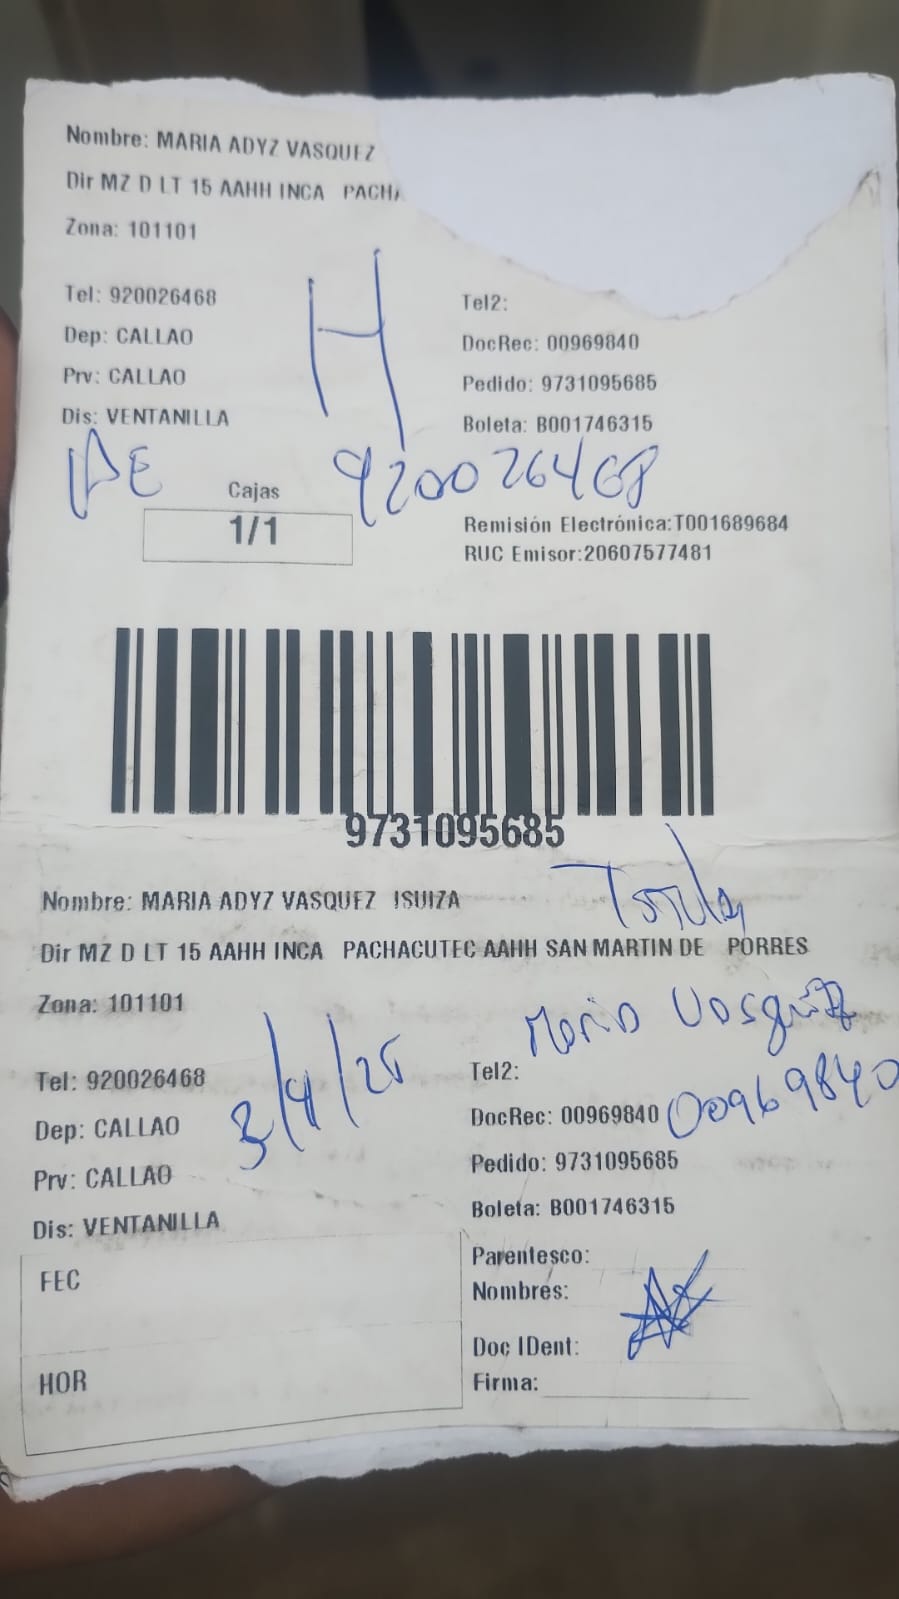 Nombre: MARIA ADYZ VASQUEZ
Dir MZ D LT 15 AAHH INCA PACHA
Zona: 101101
Tel: 920026468
Tel2:
Dep: CALLAO
DocRec: 00969840
Prv: CALLAO
Pedido: 9731095685
Dis: VENTANILLA
Boleta: B001746315
H
920026468
Cajas
1/1
Remisión Electrónica:T001689684
RUC Emisor:20607577481
9731095685
Nombre: MARIA ADYZ VASQUEZ ISUIZA
Dir MZ D LT 15 AAHH INCA PACHACUTEC AAHH SAN MARTIN DE PORRES
Zona: 101101
Maria Vasquez
3/4/25
Tel: 920026468
Tel2:
Dep: CALLAO
DocRec: 00969840
00969840
Prv: CALLAO
Pedido: 9731095685
Dis: VENTANILLA
Boleta: B001746315
FEC
HOR
Parentesco:
Nombres:
Doc IDent:
Firma: